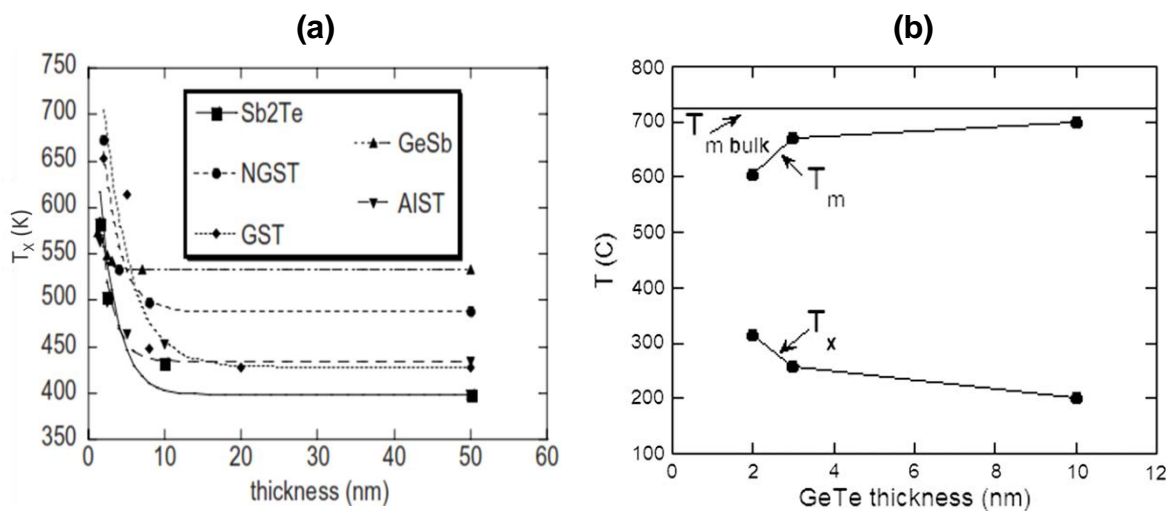 (a)
750
700
650
600
550
500
450
400
350
T_x (K)
Sb2Te
NGST
GST
GeSb
AIST
0 10 20 30 40 50 60
thickness (nm)
(b)
800
700
600
500
400
300
200
100
T (C)
T m bulk
T m
T x
0 2 4 6 8 10 12
GeTe thickness (nm)